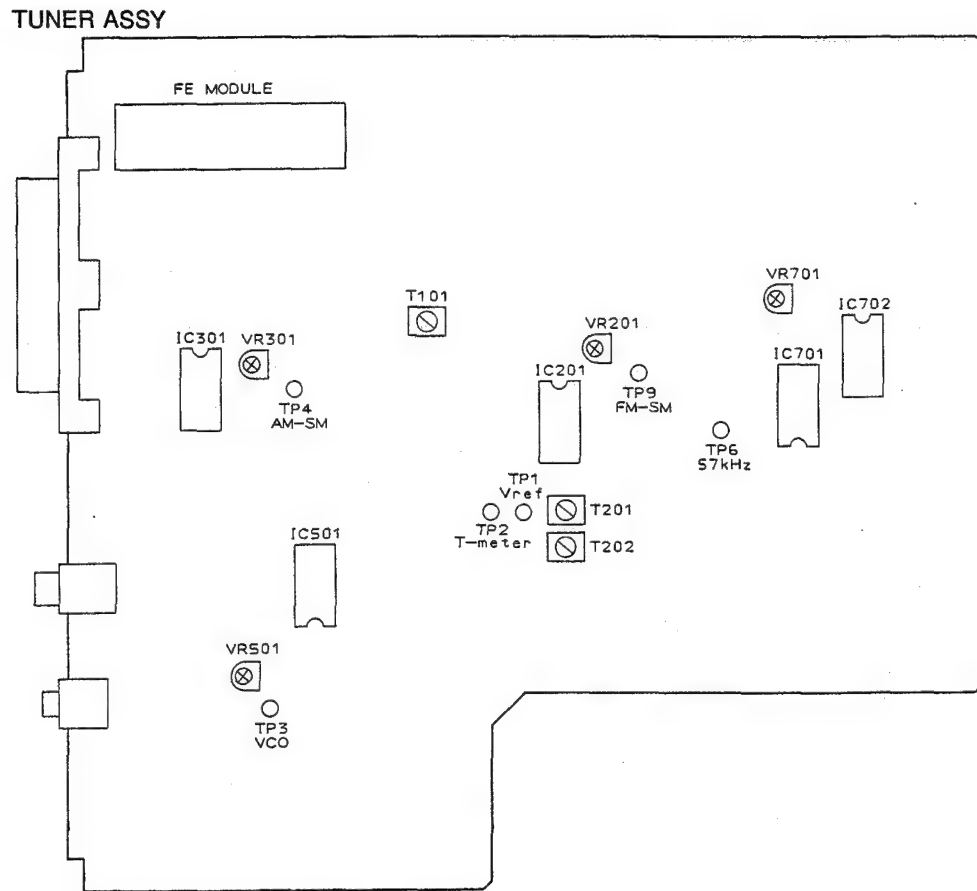 TUNER ASSY
FE MODULE
VR701
T101
IC702
VR201
IC301
VR301
IC701
IC201
TP9
FM-SM
TP4
AM-SM
TP6
57kHz
TP1
Vref
T201
TP2
T-meter
IC501
T202
VR501
TP3
VCO